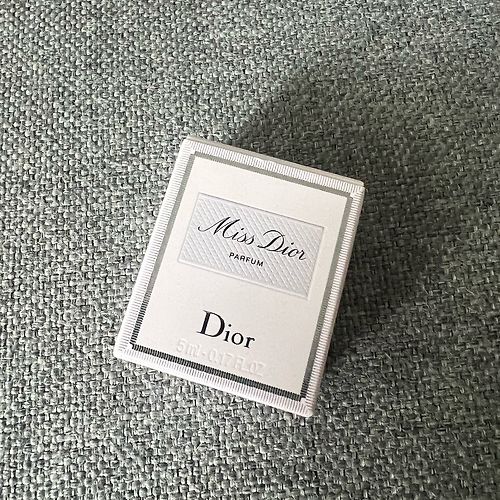 Miss Dior
PARFUM
Dior
5 ml - 0.17 FL.OZ